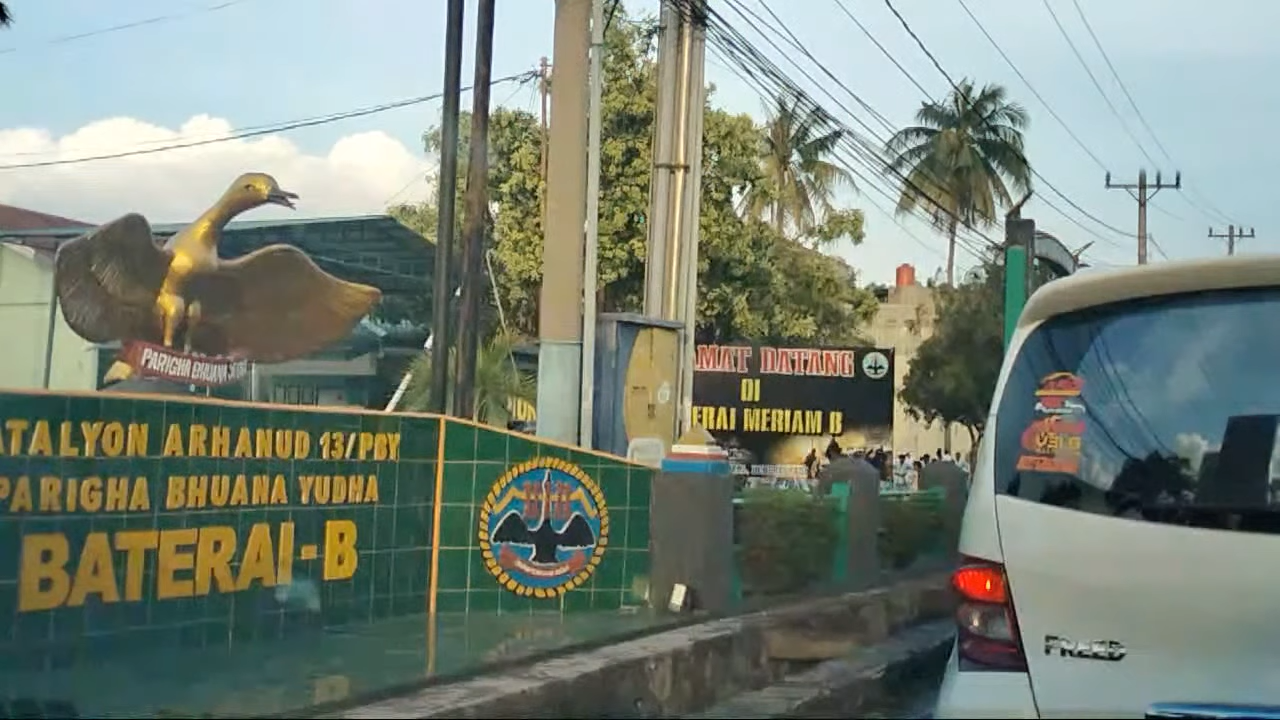 PARIGHA BHUANA
ATALYON ARHANUD 13/PBY
PARIGHA BHUANA YUDHA
BATERAI-B
AMAT DATANG
DI
ERAI MERIAM B
FREED